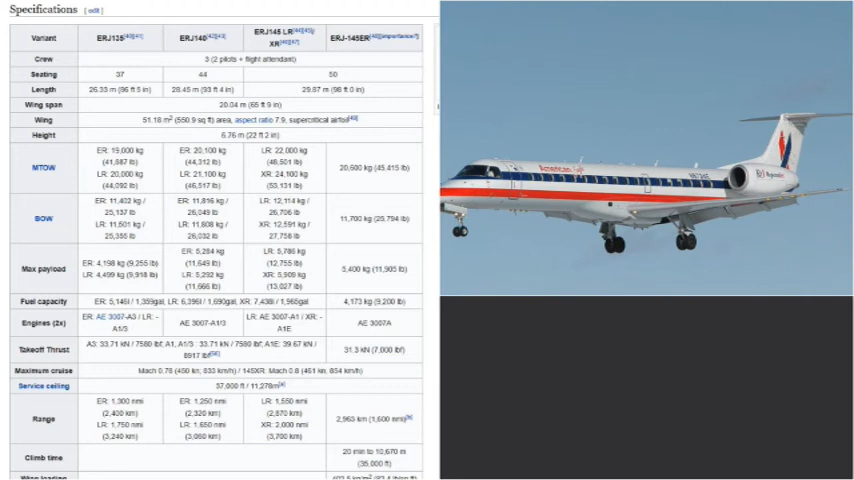 Specifications [ edit ]
Variant ERJ135[40][41] ERJ140[42][43] ERJ145 LR[44][45]/ XR[46][47] ERJ-145ER[48][importance?]
Crew 3 (2 pilots + flight attendant)
Seating 37 44 50
Length 26.33 m (86 ft 5 in) 28.45 m (93 ft 4 in) 29.87 m (98 ft 0 in)
Wing span 20.04 m (65 ft 9 in)
Wing 51.18 m² (550.9 sq ft) area, aspect ratio 7.9, supercritical airfoil[49]
Height 6.76 m (22 ft 2 in)
MTOW
ER: 19,000 kg
(41,887 lb)
LR: 20,000 kg
(44,092 lb)
ER: 20,100 kg
(44,312 lb)
LR: 21,100 kg
(46,517 lb)
LR: 22,000 kg
(48,501 lb)
XR: 24,100 kg
(53,131 lb)
20,600 kg (45,415 lb)
BOW
ER: 11,402 kg /
25,137 lb
LR: 11,501 kg /
25,355 lb
ER: 11,816 kg /
26,049 lb
LR: 11,808 kg /
26,032 lb
LR: 12,114 kg /
26,706 lb
XR: 12,591 kg /
27,758 lb
11,700 kg (25,794 lb)
Max payload
ER: 4,198 kg (9,255 lb)
LR: 4,499 kg (9,918 lb)
ER: 5,284 kg
(11,649 lb)
LR: 5,292 kg
(11,666 lb)
LR: 5,786 kg
(12,755 lb)
XR: 5,909 kg
(13,027 lb)
5,400 kg (11,905 lb)
Fuel capacity ER: 5,146l / 1,359gal, LR: 6,396l / 1,690gal, XR: 7,438l / 1,965gal 4,173 kg (9,200 lb)
Engines (2x)
ER: AE 3007-A3 / LR: -
A1/3
AE 3007-A1/3
LR: AE 3007-A1 / XR: -
A1E
AE 3007A
Takeoff Thrust
A3: 33.71 kN / 7580 lbf; A1, A1/3 : 33.71 kN / 7580 lbf; A1E: 39.67 kN /
8917 lbf[50]
31.3 kN (7,000 lbf)
Maximum cruise Mach 0.78 (450 kn; 833 km/h) / 145XR: Mach 0.8 (461 kn, 854 km/h)
Service ceiling 37,000 ft / 11,278m[a]
Range
ER: 1,300 nmi
(2,400 km)
LR: 1,750 nmi
(3,240 km)
ER: 1,250 nmi
(2,320 km)
LR: 1,650 nmi
(3,060 km)
LR: 1,550 nmi
(2,870 km)
XR: 2,000 nmi
(3,700 km)
2,963 km (1,600 nmi)[b]
Climb time
20 min to 10,670 m
(35,000 ft)
Wing loading
American